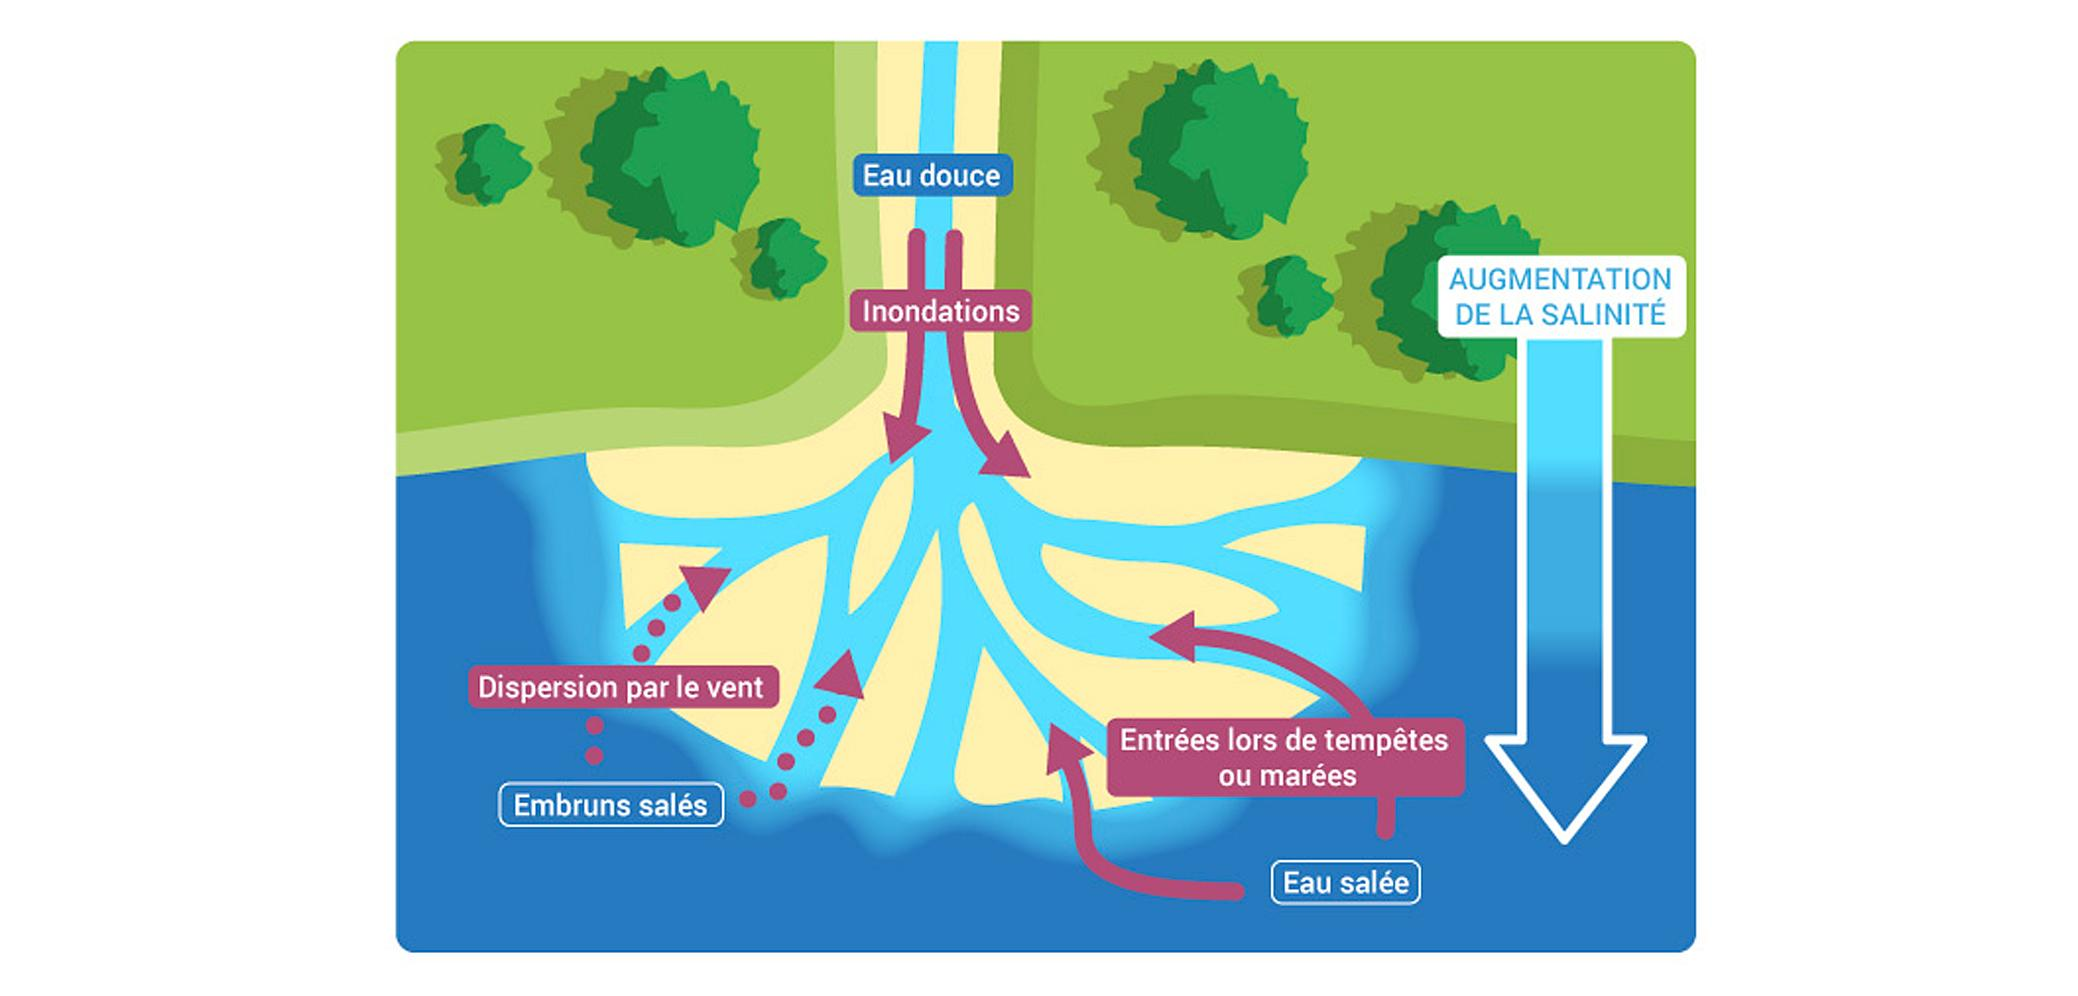 Eau douce
Inondations
AUGMENTATION
DE LA SALINITÉ
Dispersion par le vent
Entrées lors de tempêtes
ou marées
Embruns salés
Eau salée